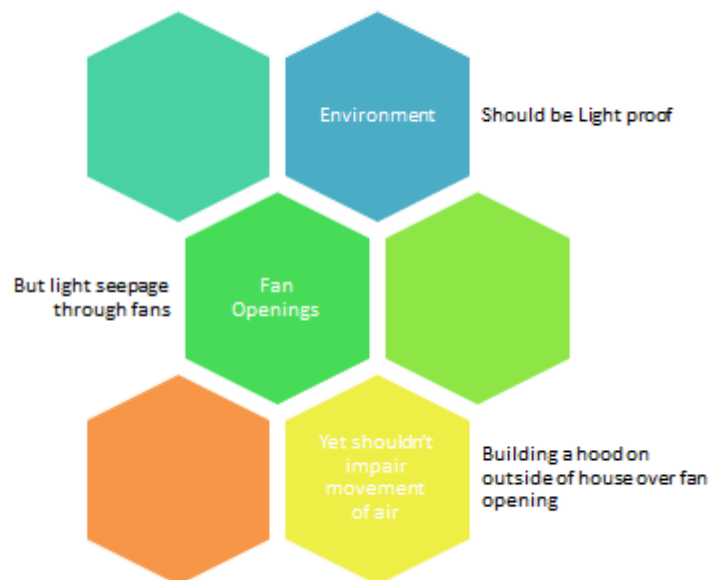 Environment
Should be Light proof
But light seepage
through fans
Fan
Openings
Yet shouldn't
impair
movement
of air
Building a hood on
outside of house over fan
opening